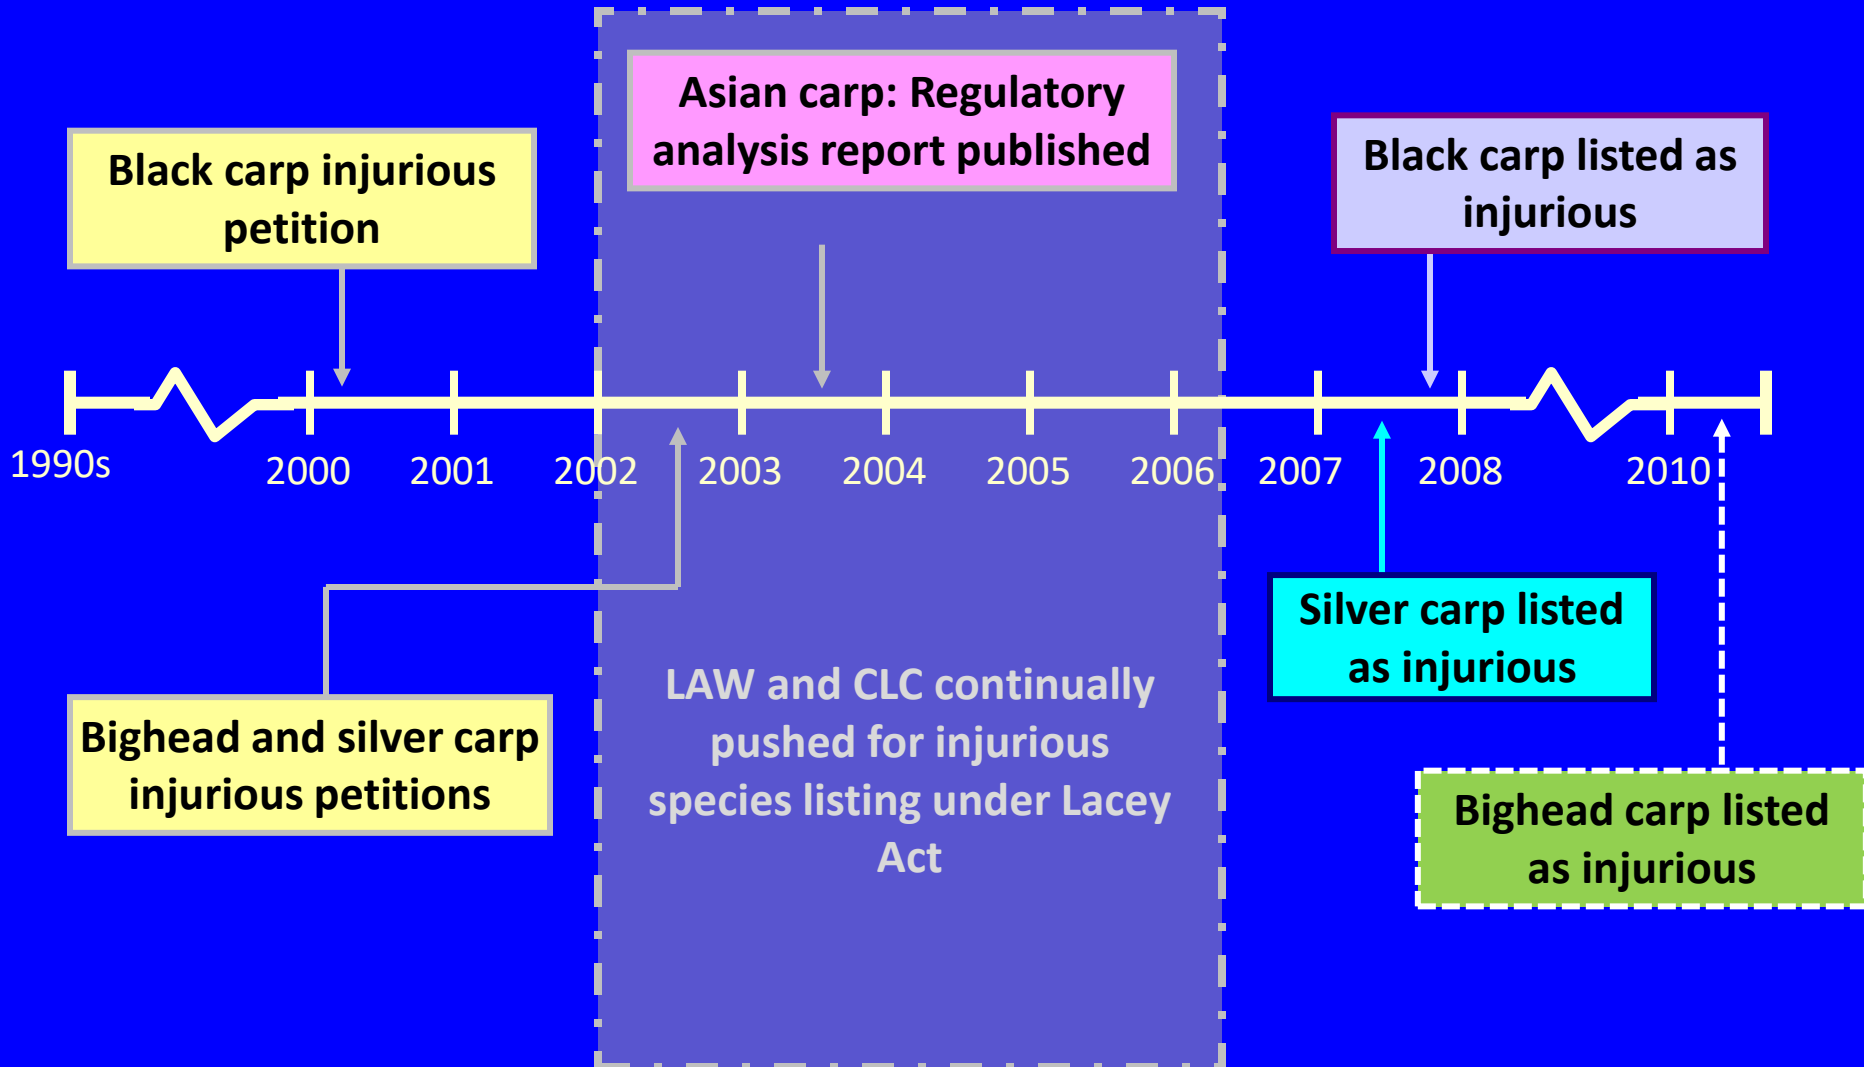 Asian carp: Regulatory
analysis report published
Black carp injurious
petition
Black carp listed as
injurious
1990s
2000
2001
2002
2003
2004
2005
2006
2007
2008
2010
Silver carp listed
as injurious
LAW and CLC continually
pushed for injurious
species listing under Lacey
Act
Bighead and silver carp
injurious petitions
Bighead carp listed
as injurious